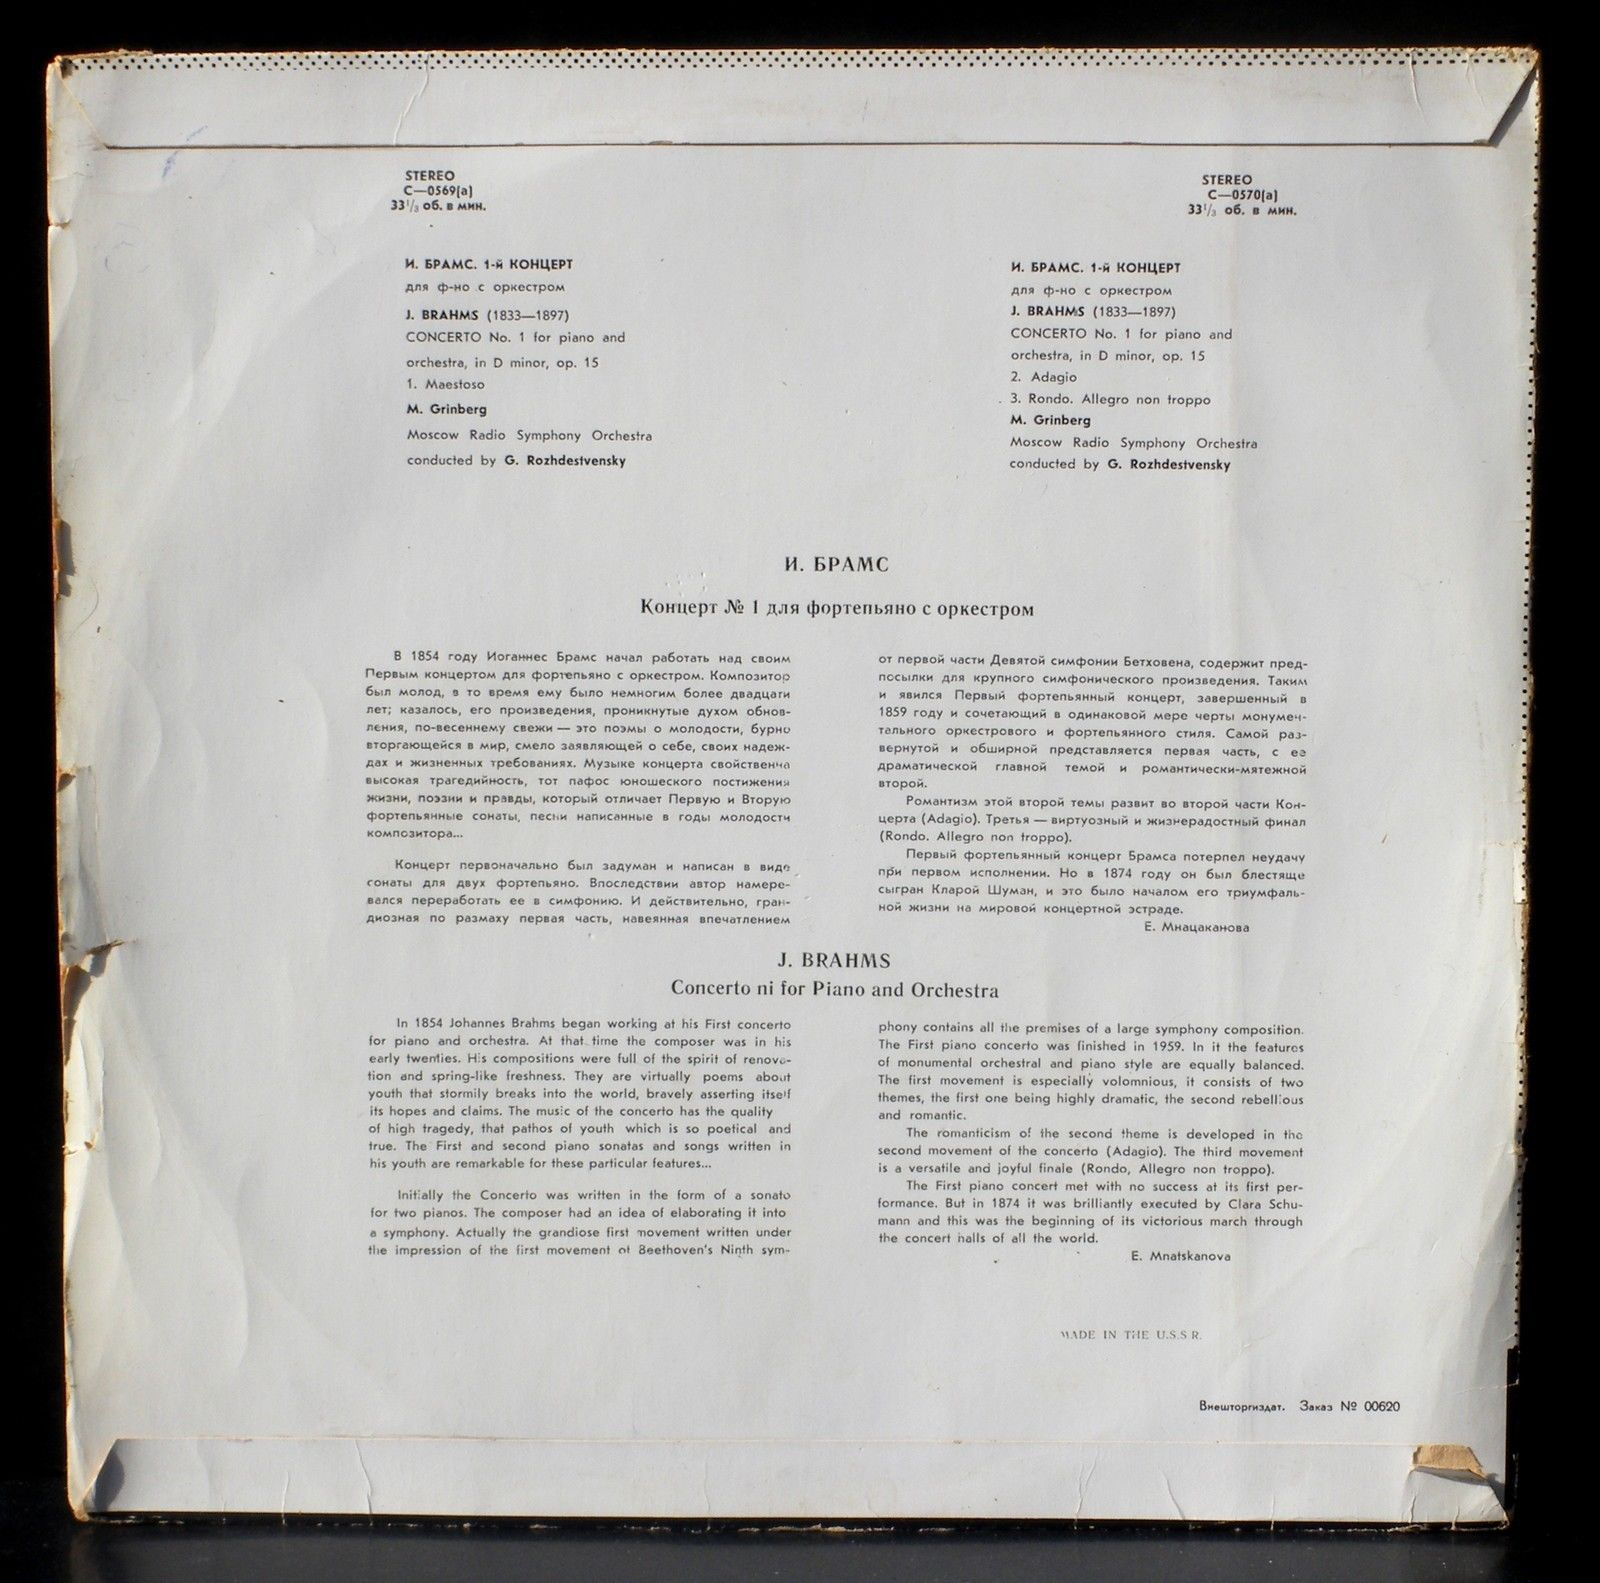 STEREO
С—0569(а)
33¹/₃ об. в мин.
И. БРАМС. 1-й КОНЦЕРТ
для ф-но с оркестром
J. BRAHMS (1833—1897)
CONCERTO No. 1 for piano and
orchestra, in D minor, op. 15
1. Maestoso
M. Grinberg
Moscow Radio Symphony Orchestra
conducted by G. Rozhdestvensky
STEREO
С—0570(а)
33¹/₃ об. в мин.
И. БРАМС. 1-й КОНЦЕРТ
для ф-но с оркестром
J. BRAHMS (1833—1897)
CONCERTO No. 1 for piano and
orchestra, in D minor, op. 15
2. Adagio
3. Rondo. Allegro non troppo
M. Grinberg
Moscow Radio Symphony Orchestra
conducted by G. Rozhdestvensky
И. БРАМС
Концерт № 1 для фортепьяно с оркестром
В 1854 году Иоганнес Брамс начал работать над своим
Первым концертом для фортепьяно с оркестром. Композитор
был молод, в то время ему было немногим более двадцати
лет; казалось, его произведения, проникнутые духом обнов-
ления, по-весеннему свежи — это поэмы о молодости, бурно
вторгающейся в мир, смело заявляющей о себе, своих надеж-
дах и жизненных требованиях. Музыке концерта свойственна
высокая трагедийность, тот пафос юношеского постижения
жизни, поэзии и правды, который отличает Первую и Вторую
фортепьянные сонаты, песни написанные в годы молодости
композитора...
Концерт первоначально был задуман и написан в виде
сонаты для двух фортепьяно. Впоследствии автор намере-
вался переработать ее в симфонию. И действительно, гран-
диозная по размаху первая часть, навеянная впечатлением
от первой части Девятой симфонии Бетховена, содержит пред-
посылки для крупного симфонического произведения. Таким
и явился Первый фортепьянный концерт, завершенный в
1859 году и сочетающий в одинаковой мере черты монумен-
тального оркестрового и фортепьянного стиля. Самой раз-
вернутой и обширной представляется первая часть, с ее
драматической главной темой и романтически-мятежной
второй.
Романтизм этой второй темы развит во второй части Кон-
церта (Adagio). Третья — виртуозный и жизнерадостный финал
(Rondo. Allegro non troppo).
Первый фортепьянный концерт Брамса потерпел неудачу
при первом исполнении. Но в 1874 году он был блестяще
сыгран Кларой Шуман, и это было началом его триумфаль-
ной жизни на мировой концертной эстраде.
Е. Мнацаканова
J. BRAHMS
Concerto ni for Piano and Orchestra
In 1854 Johannes Brahms began working at his First concerto
for piano and orchestra. At that time the composer was in his
early twenties. His compositions were full of the spirit of renova-
tion and spring-like freshness. They are virtually poems about
youth that stormily breaks into the world, bravely asserting itself
its hopes and claims. The music of the concerto has the quality
of high tragedy, that pathos of youth which is so poetical and
true. The First and second piano sonatas and songs written in
his youth are remarkable for these particular features...
Initially the Concerto was written in the form of a sonata
for two pianos. The composer had an idea of elaborating it into
a symphony. Actually the grandiose first movement written under
the impression of the first movement of Beethoven's Ninth sym-
phony contains all the premises of a large symphony composition.
The First piano concerto was finished in 1959. In it the features
of monumental orchestral and piano style are equally balanced.
The first movement is especially volomnious, it consists of two
themes, the first one being highly dramatic, the second rebellious
and romantic.
The romanticism of the second theme is developed in the
second movement of the concerto (Adagio). The third movement
is a versatile and joyful finale (Rondo, Allegro non troppo).
The First piano concert met with no success at its first per-
formance. But in 1874 it was brilliantly executed by Clara Schu-
mann and this was the beginning of its victorious march through
the concert halls of all the world.
E. Mnatskanova
MADE IN THE U.S.S R.
Внешторгиздат. Заказ № 00620